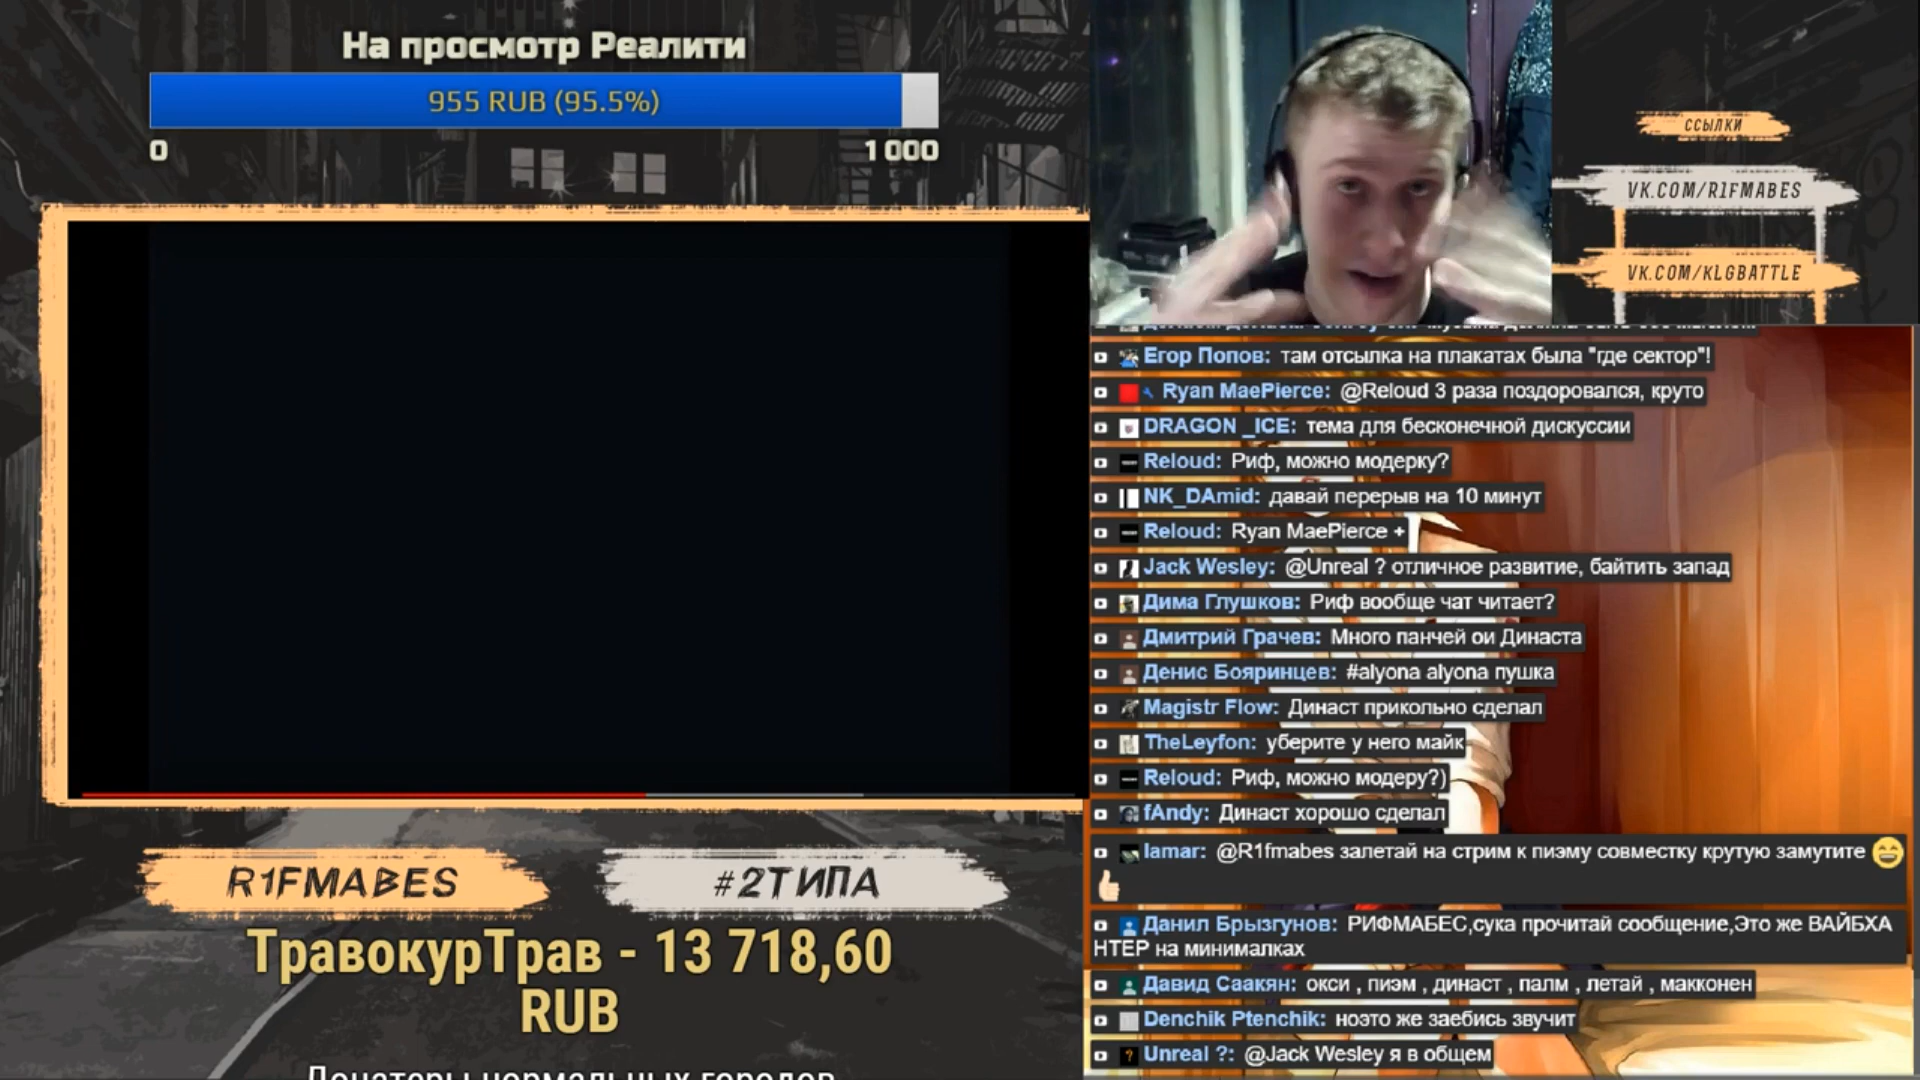 На просмотр Реалити
955 RUB (95.5%)
0
1 000
ССЫЛКИ
VK.COM/R1FMABES
VK.COM/KLGBATTLE
Егор Попов: там отсылка на плакатах была "где сектор"!
Ryan MaePierce: @Reloud 3 раза поздоровался, круто
DRAGON _ICE: тема для бесконечной дискуссии
Reloud: Риф, можно модерку?
NK_DAmid: давай перерыв на 10 минут
Reloud: Ryan MaePierce +
Jack Wesley: @Unreal ? отличное развитие, байтить запад
Дима Глушков: Риф вообще чат читает?
Дмитрий Грачев: Много панчей ои Династа
Денис Бояринцев: #alyona alyona пушка
Magistr Flow: Династ прикольно сделал
TheLeyfon: уберите у него майк
Reloud: Риф, можно модеру?)
fAndy: Династ хорошо сделал
lamar: @R1fmabes залетай на стрим к пиэму совместку крутую замутите
Данил Брызгунов: РИФМАБЕС,сука прочитай сообщение,Это же ВАЙБХА
НТЕР на минималках
Давид Саакян: окси , пиэм , династ , палм , летай , макконен
Denchik Ptenchik: ноэто же заебись звучит
Unreal ?: @Jack Wesley я в общем
R1FMABES
#2ТИПА
ТравокурТрав - 13 718,60
RUB
Донатеры нормальных городов